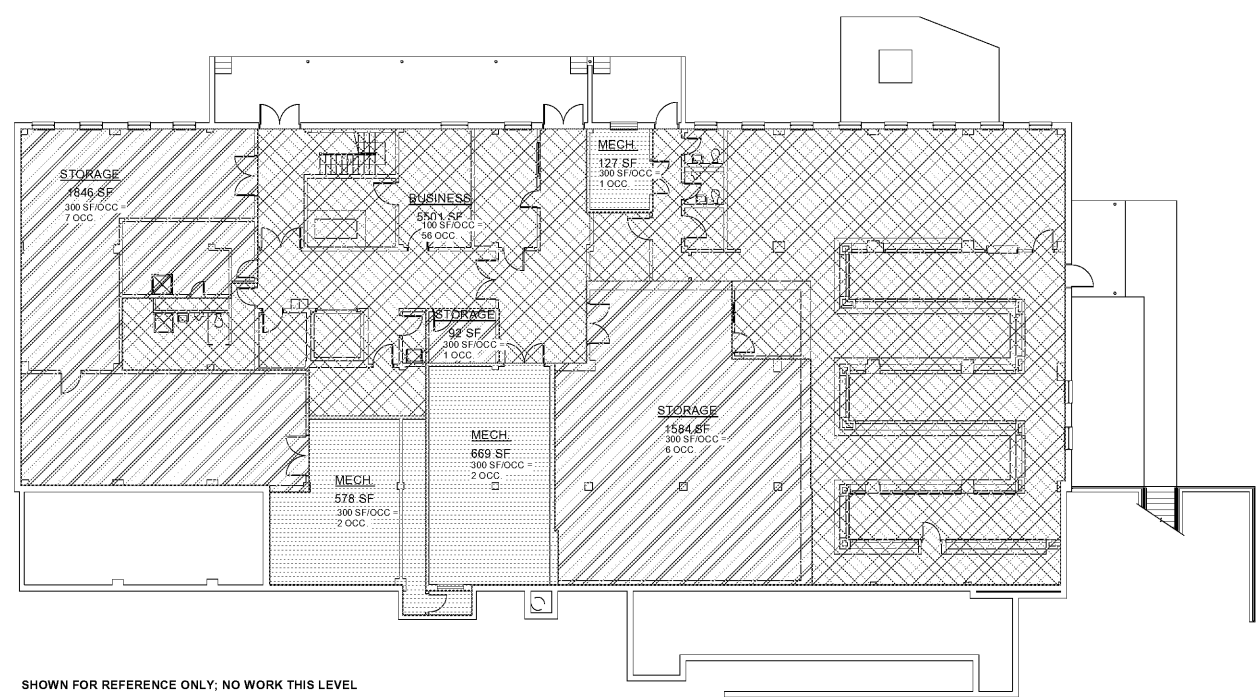 STORAGE
1846 SF
300 SF/OCC =
7 OCC.
BUSINESS
5501 SF
100 SF/OCC =
56 OCC.
MECH.
127 SF
300 SF/OCC =
1 OCC.
STORAGE
92 SF
300 SF/OCC =
1 OCC.
STORAGE
1584 SF
300 SF/OCC =
6 OCC.
MECH.
669 SF
300 SF/OCC =
2 OCC.
MECH.
578 SF
300 SF/OCC =
2 OCC.
SHOWN FOR REFERENCE ONLY; NO WORK THIS LEVEL